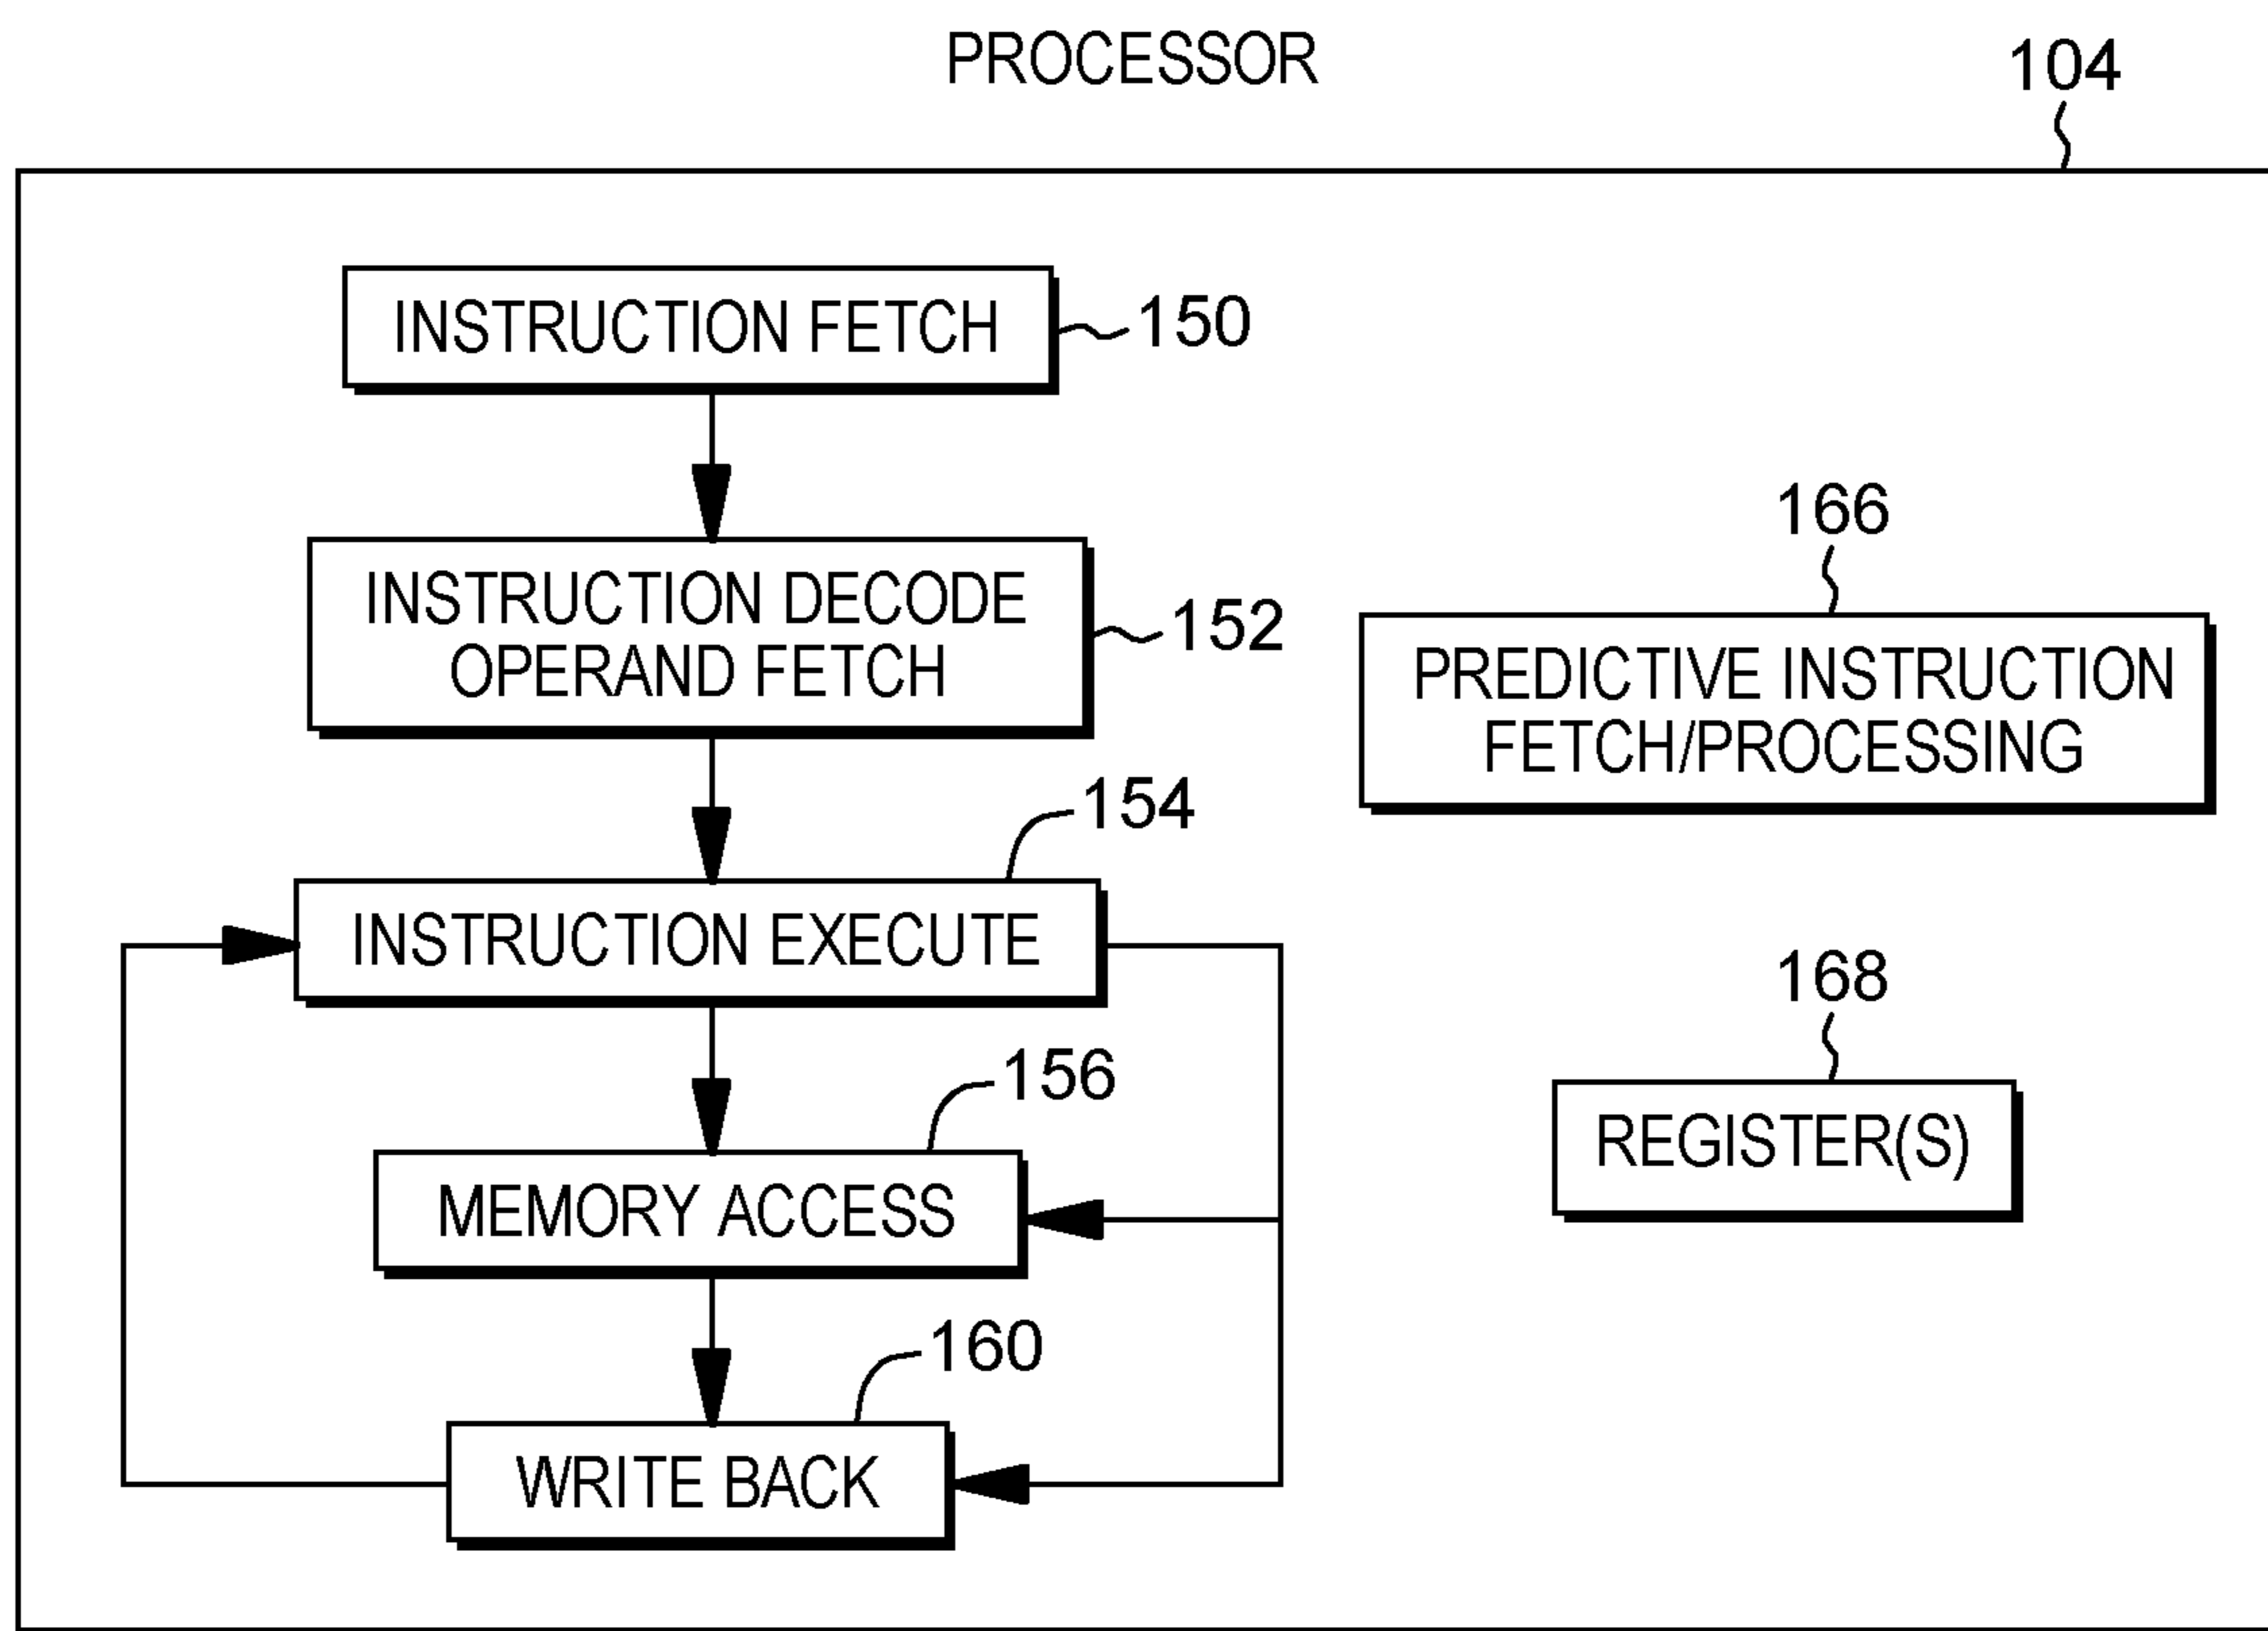 PROCESSOR
104
INSTRUCTION FETCH
150
INSTRUCTION DECODE
OPERAND FETCH
152
154
INSTRUCTION EXECUTE
156
MEMORY ACCESS
160
WRITE BACK
166
PREDICTIVE INSTRUCTION
FETCH/PROCESSING
168
REGISTER(S)